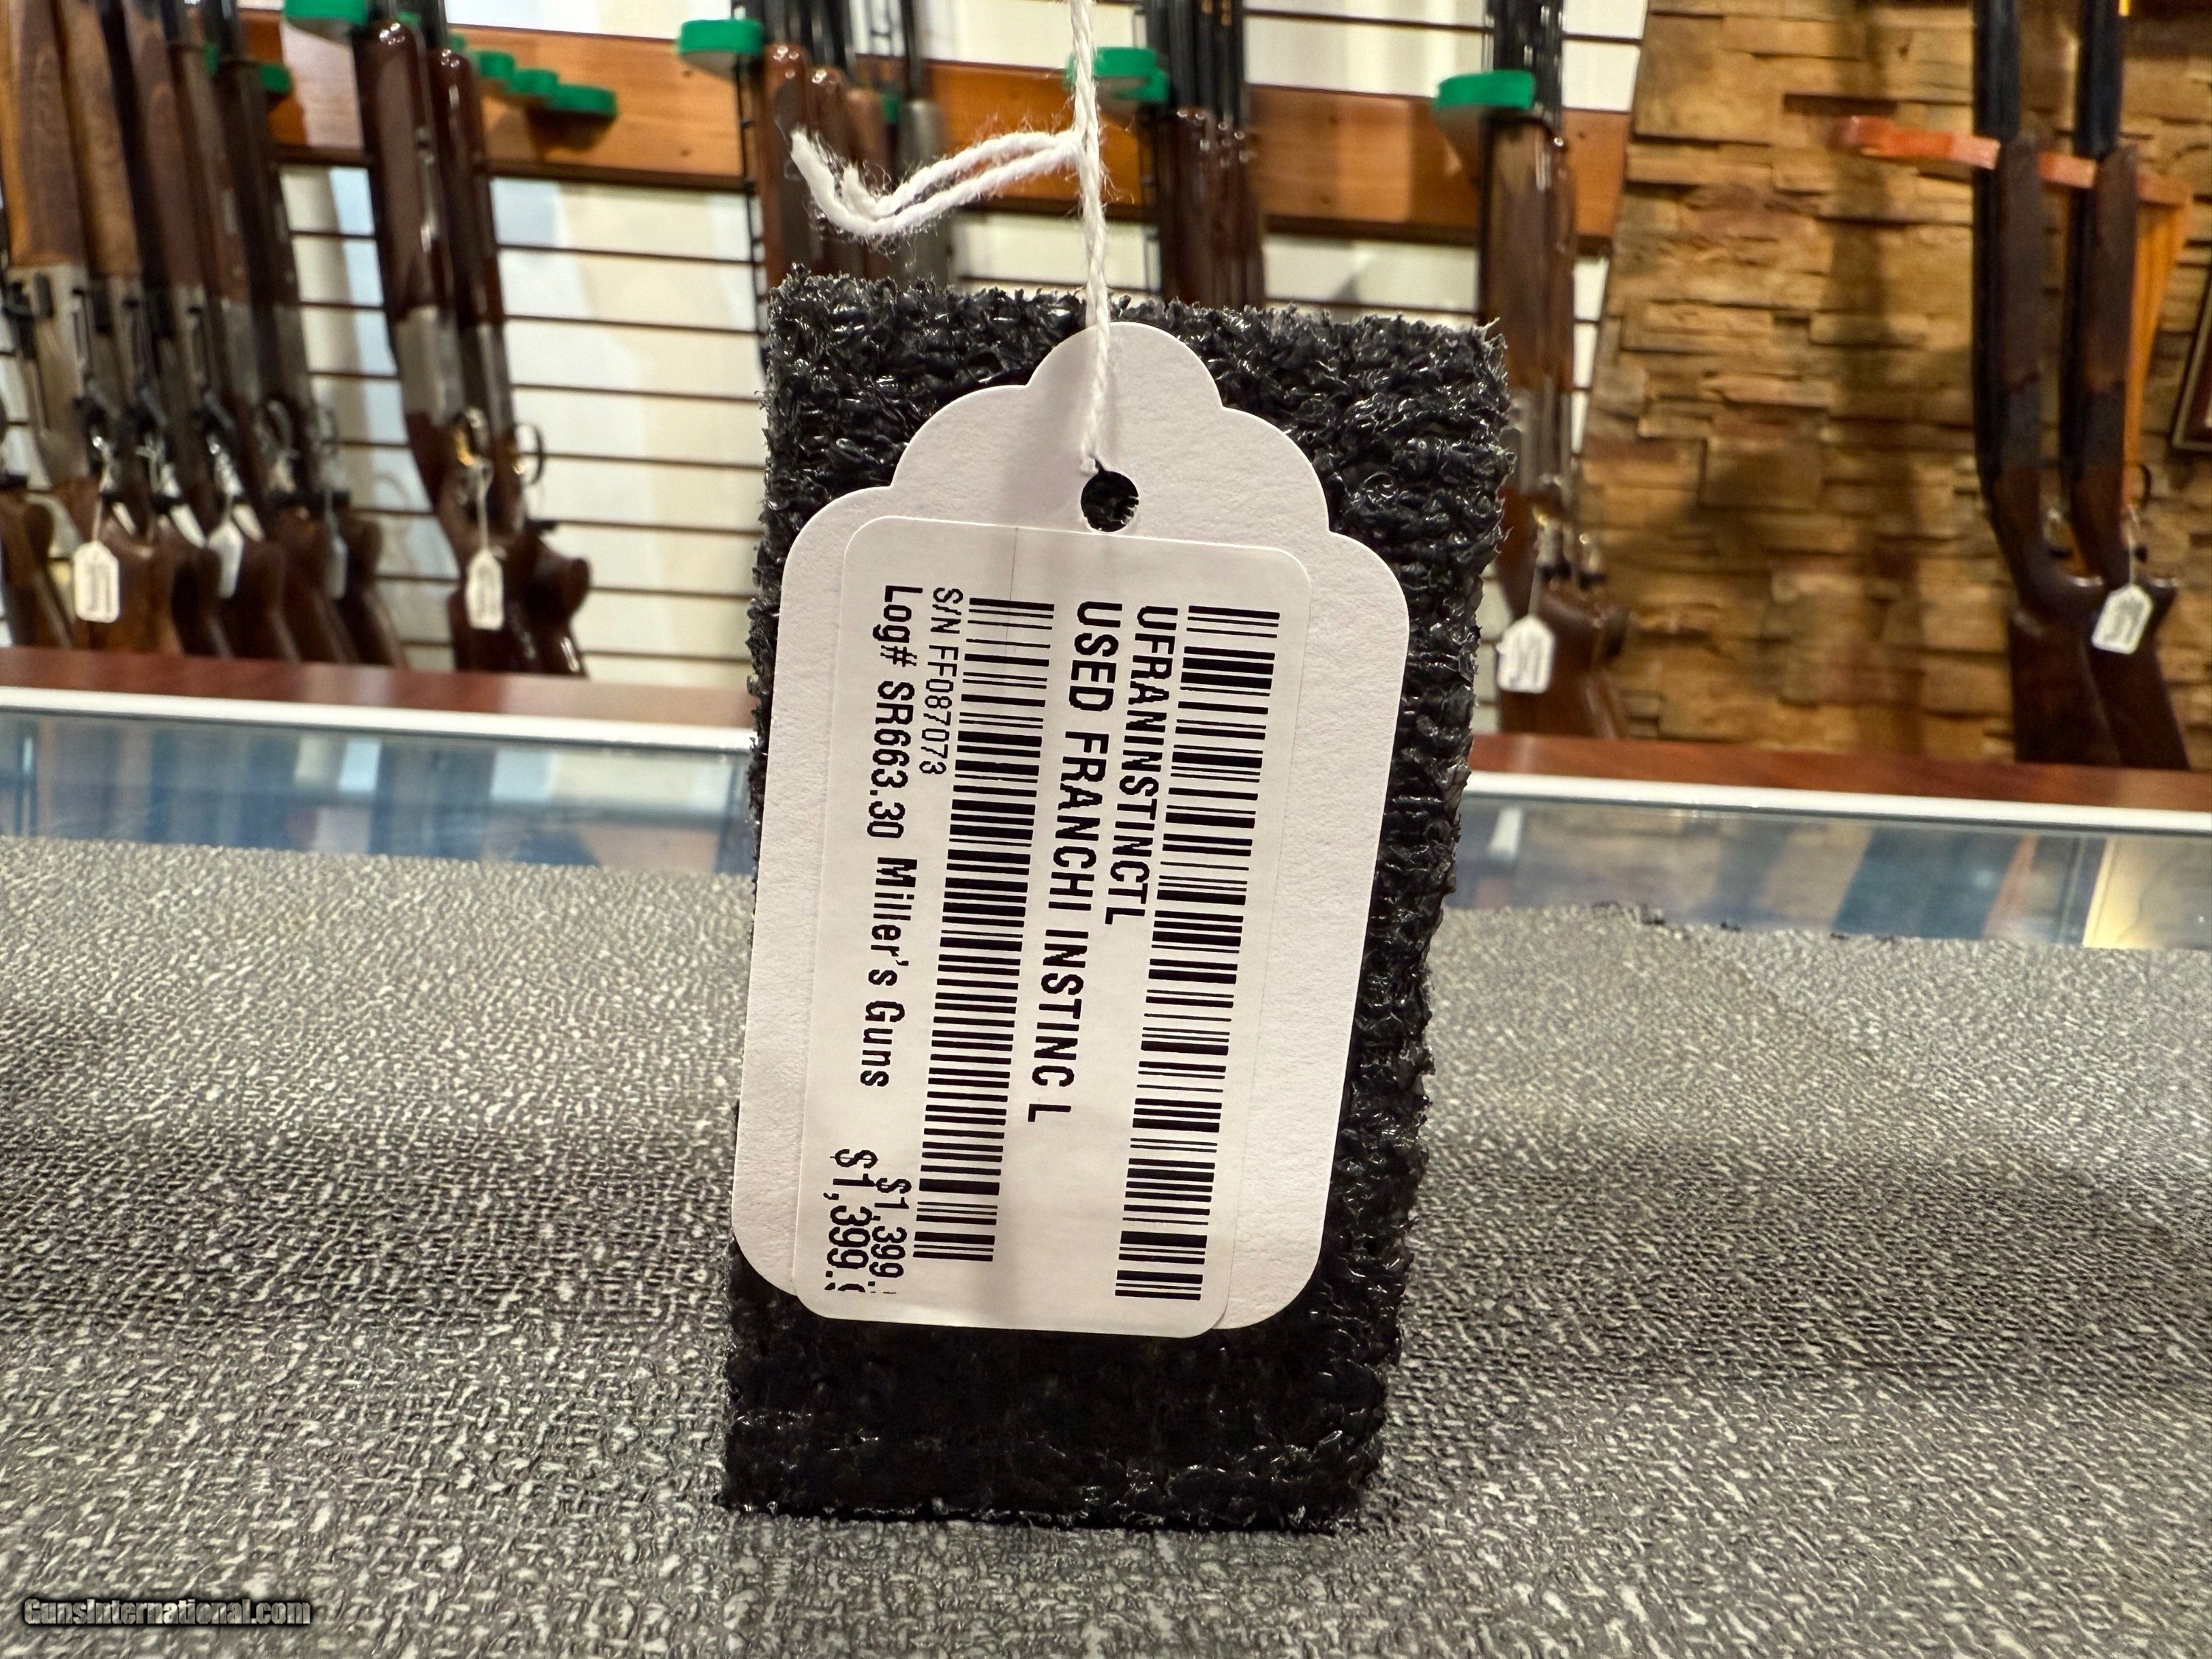 UFRANINSTINCTL
USED FRANCHI INSTINC L
S/N FF087073
$1,399
Log# SR663.30 Miller's Guns
$1,399.
GunsInternational.com